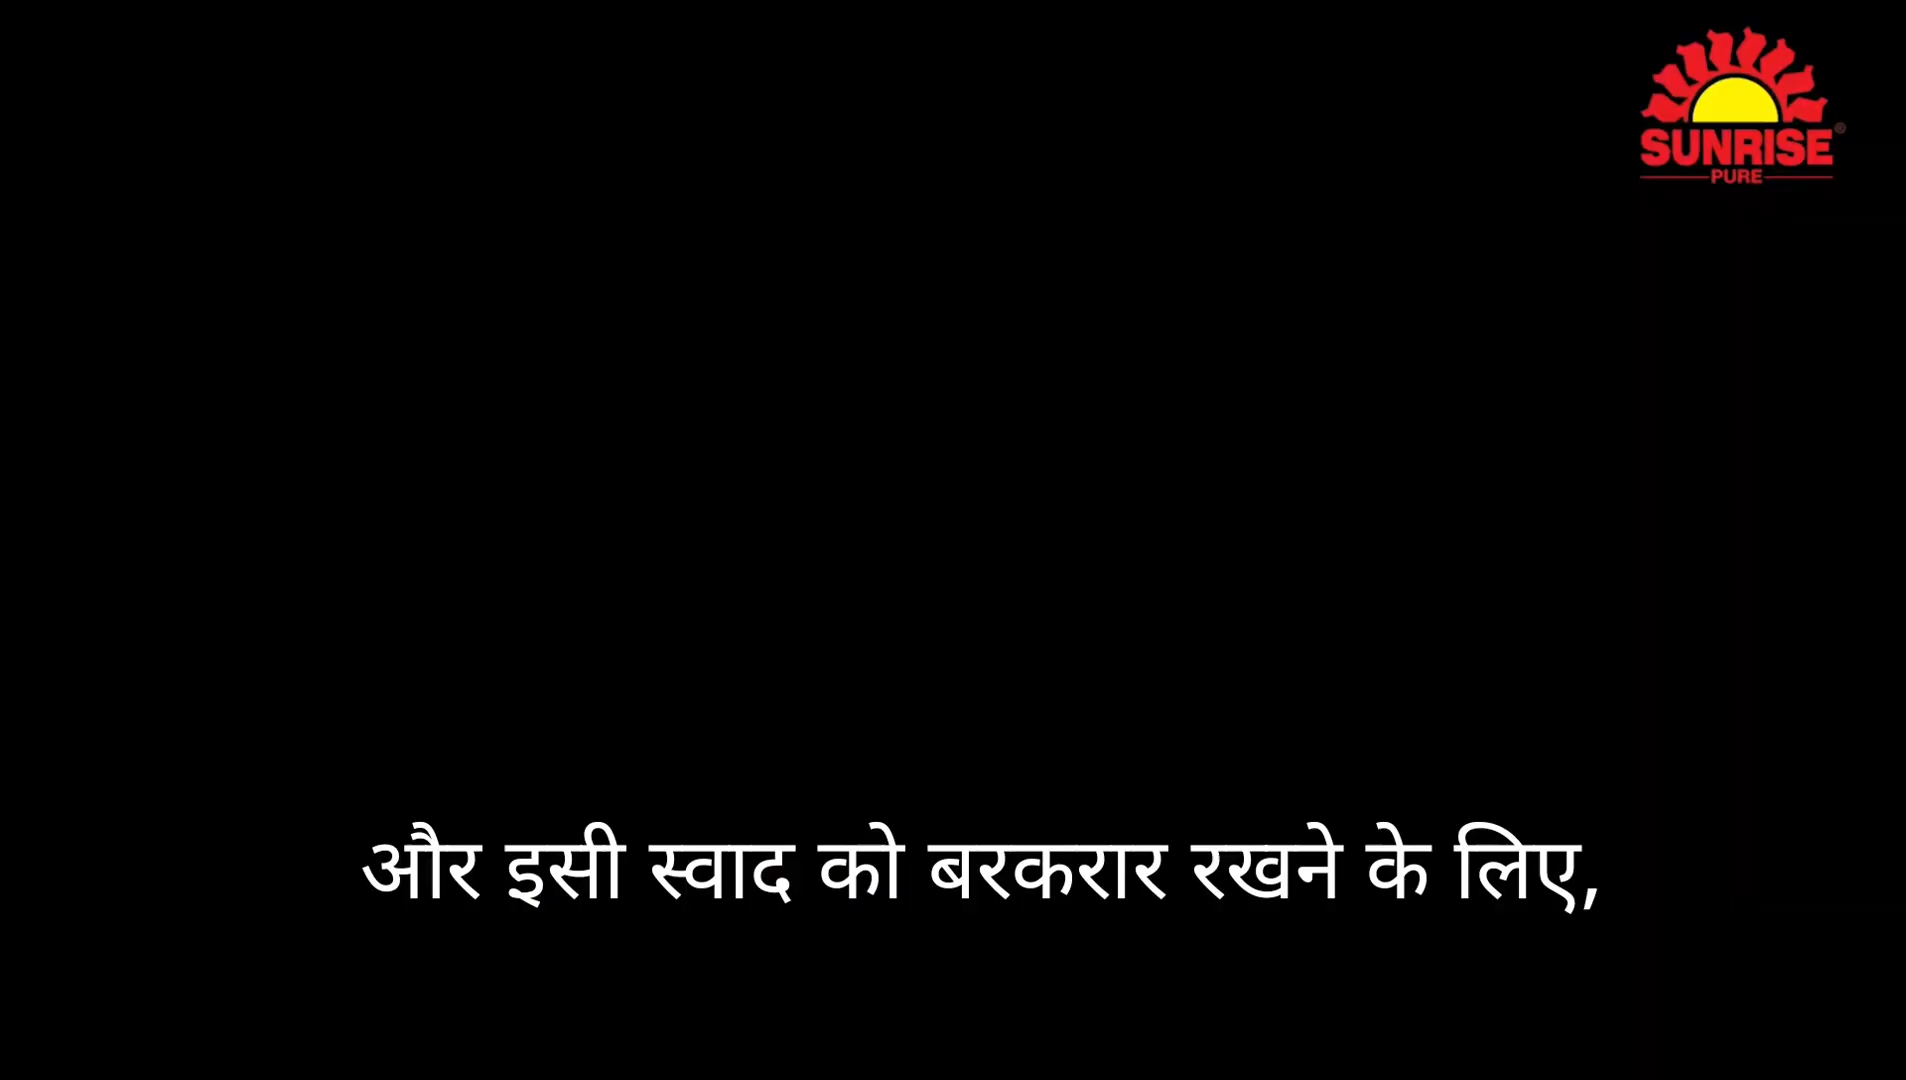 SUNRISE®
PURE
और इसी स्वाद को बरकरार रखने के लिए,